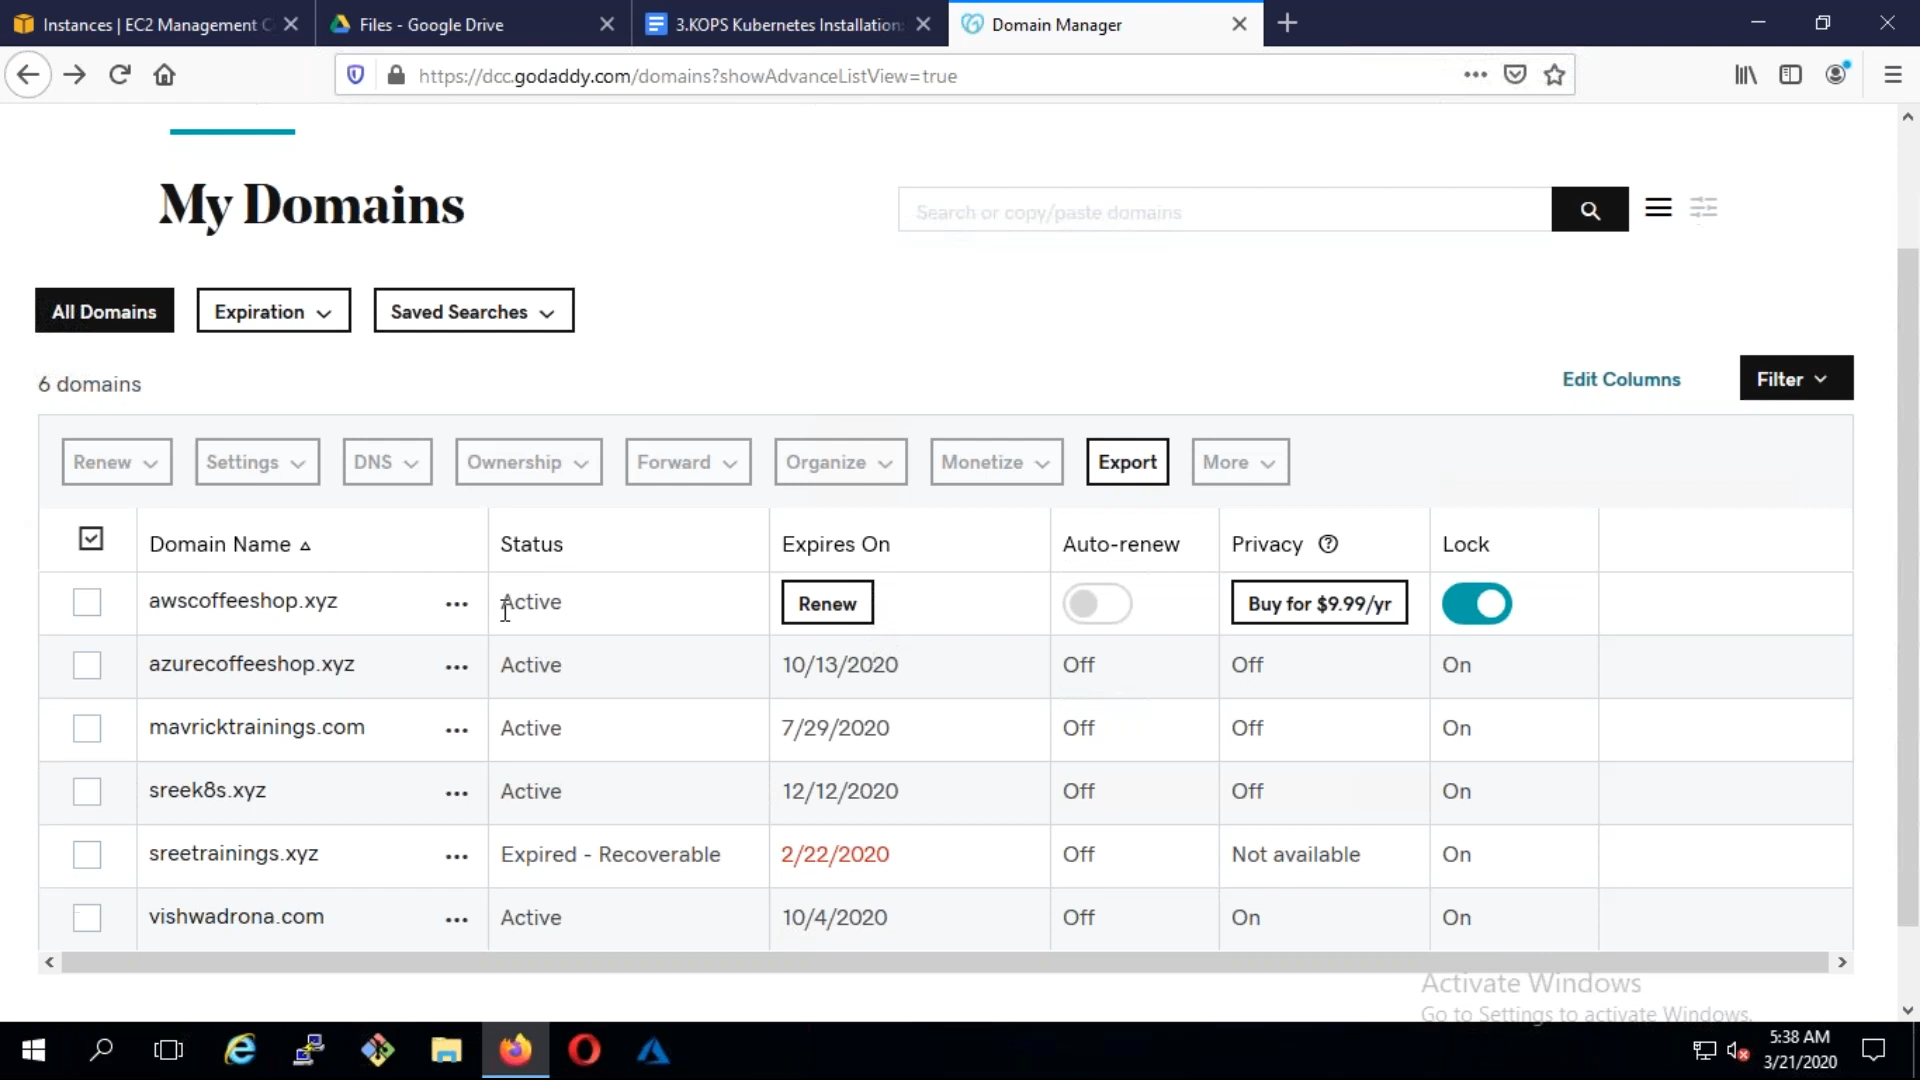 Instances | EC2 Management C
Files - Google Drive
3.KOPS Kubernetes Installation:
Domain Manager
https://dcc.godaddy.com/domains?showAdvanceListView=true
My Domains
Search or copy/paste domains
All Domains
Expiration
Saved Searches
6 domains
Edit Columns
Filter
Renew
Settings
DNS
Ownership
Forward
Organize
Monetize
Export
More
Domain Name Status Expires On Auto-renew Privacy Lock
awscoffeeshop.xyz ... Active Renew Buy for $9.99/yr
azurecoffeeshop.xyz ... Active 10/13/2020 Off Off On
mavricktrainings.com ... Active 7/29/2020 Off Off On
sreek8s.xyz ... Active 12/12/2020 Off Off On
sreetrainings.xyz ... Expired - Recoverable 2/22/2020 Off Not available On
vishwadrona.com ... Active 10/4/2020 Off On On
Activate Windows
Go to Settings to activate Windows.
5:38 AM
3/21/2020